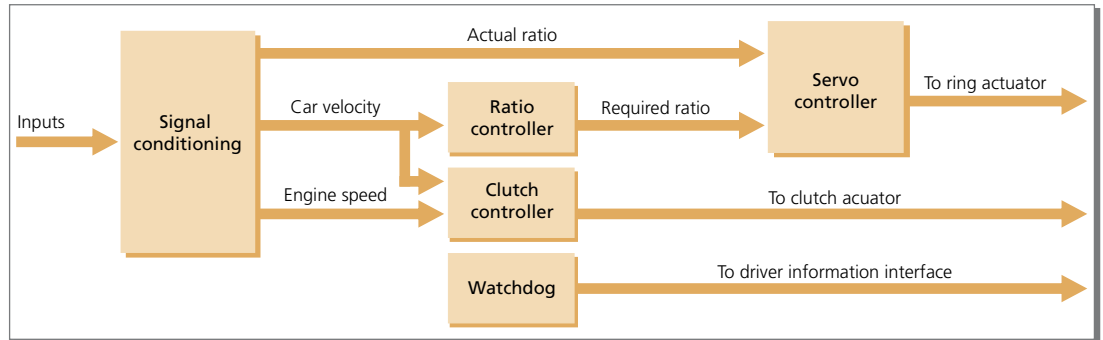 Actual ratio
Inputs
Signal
conditioning
Car velocity
Ratio
controller
Required ratio
Servo
controller
To ring actuator
Engine speed
Clutch
controller
To clutch acuator
Watchdog
To driver information interface